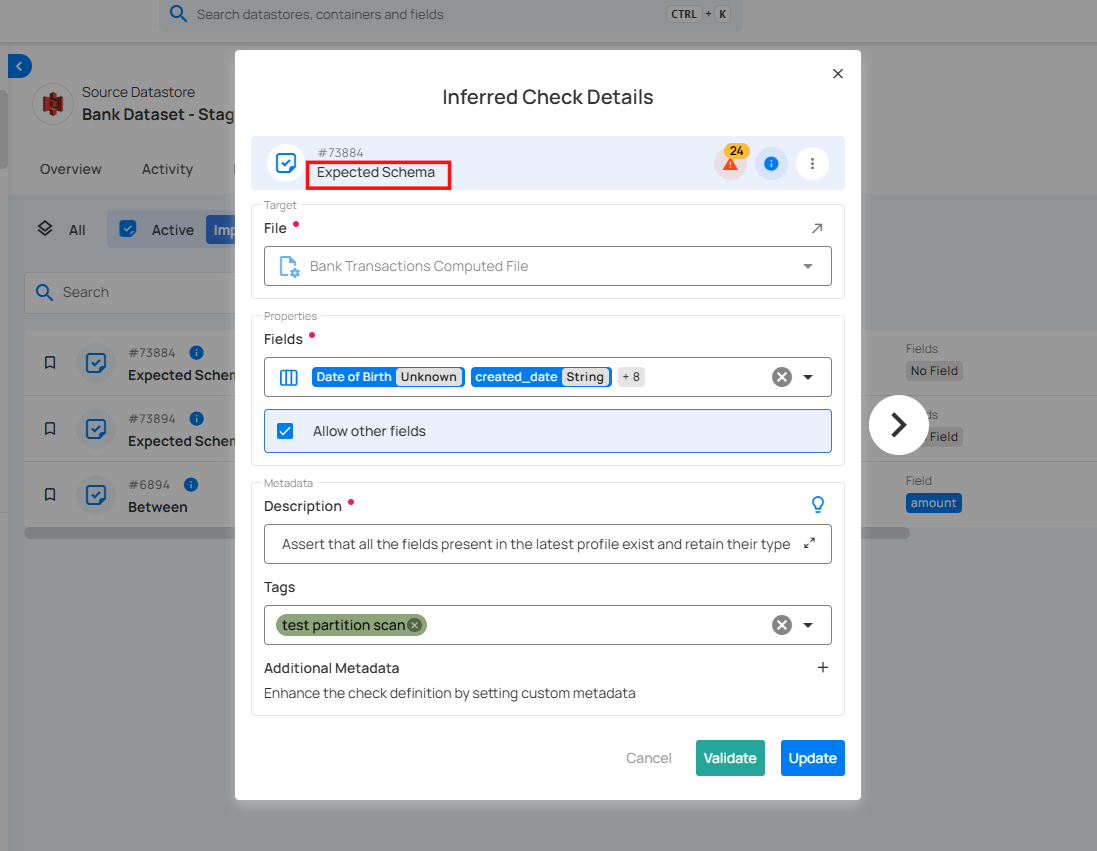 Search datastores, containers and fields
CTRL + K
Source Datastore
Bank Dataset - Stag
Overview
Activity
All
Active
Imp
Search
#73884
Expected Schem
Fields
No Field
#73894
Expected Schem
ds
Field
#6894
Between
Field
amount
Inferred Check Details
#73884
Expected Schema
24
Target
File
Bank Transactions Computed File
Properties
Fields
Date of Birth Unknown created_date String + 8
Allow other fields
Metadata
Description
Assert that all the fields present in the latest profile exist and retain their type
Tags
test partition scan
Additional Metadata
Enhance the check definition by setting custom metadata
Cancel
Validate
Update